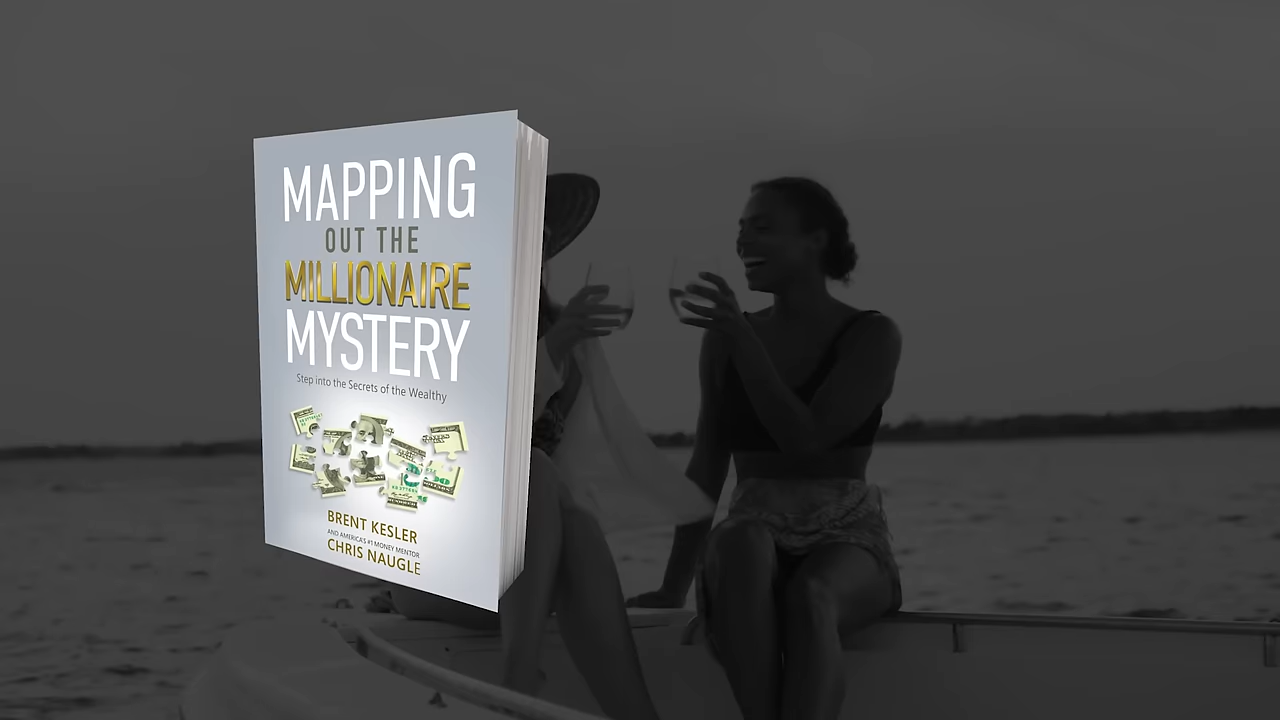 MAPPING
OUT THE
MILLIONAIRE
MYSTERY
Step into the Secrets of the Wealthy
BRENT KESLER
AND AMERICA'S #1 MONEY MENTOR
CHRIS NAUGLE